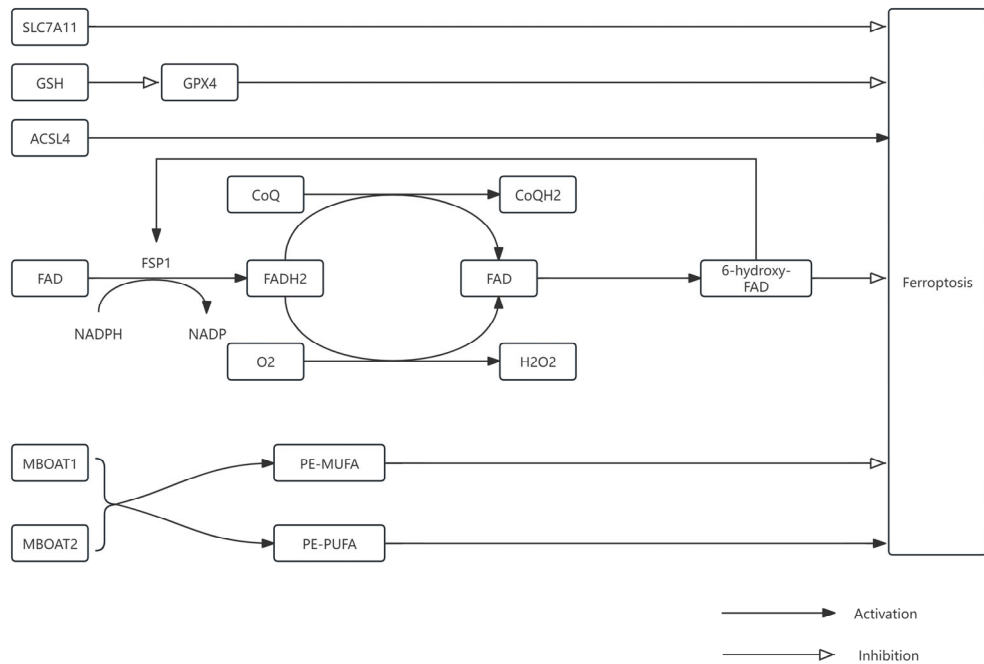 SLC7A11
GSH
GPX4
ACSL4
CoQ
CoQH2
FAD
FSP1
FADH2
FAD
6-hydroxy-
FAD
Ferroptosis
NADPH
NADP
O2
H2O2
MBOAT1
PE-MUFA
MBOAT2
PE-PUFA
Activation
Inhibition